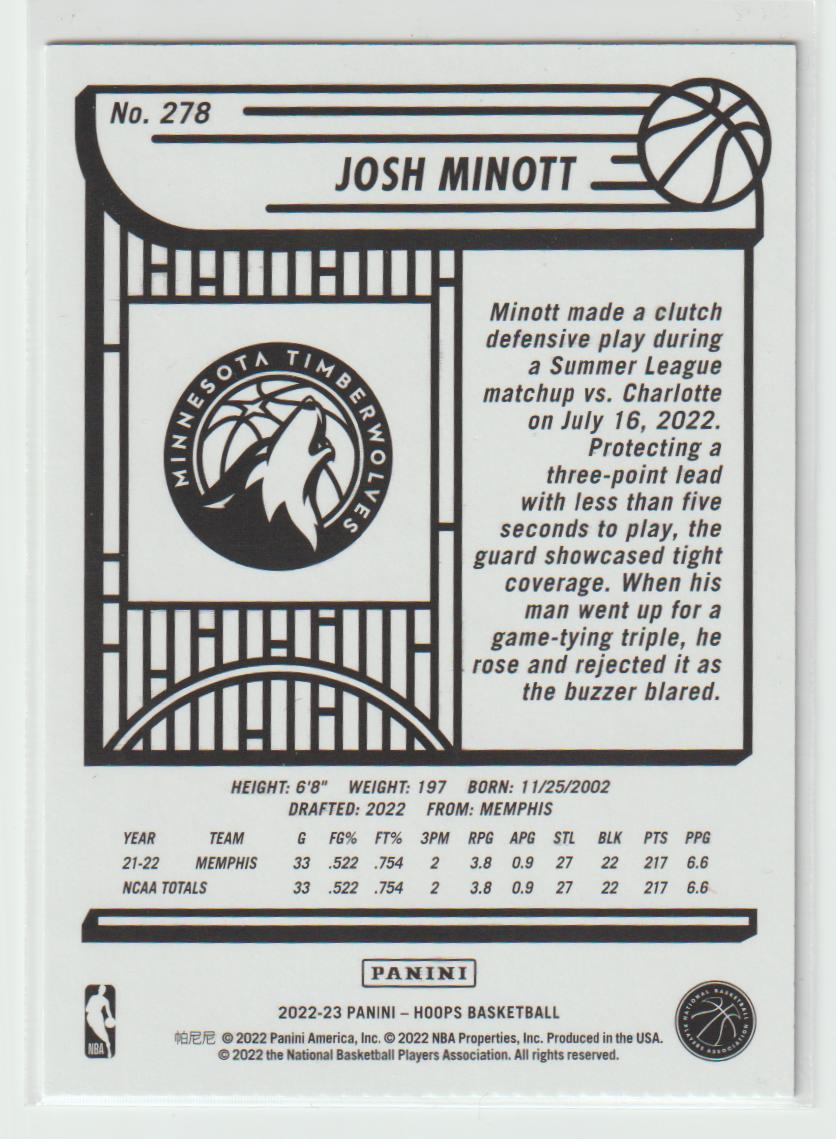 No. 278
JOSH MINOTT
MINNESOTA TIMBERWOLVES
Minott made a clutch
defensive play during
a Summer League
matchup vs. Charlotte
on July 16, 2022.
Protecting a
three-point lead
with less than five
seconds to play, the
guard showcased tight
coverage. When his
man went up for a
game-tying triple, he
rose and rejected it as
the buzzer blared.
HEIGHT: 6'8" WEIGHT: 197 BORN: 11/25/2002
DRAFTED: 2022 FROM: MEMPHIS
YEAR TEAM G FG% FT% 3PM RPG APG STL BLK PTS PPG
21-22 MEMPHIS 33 .522 .754 2 3.8 0.9 27 22 217 6.6
NCAA TOTALS 33 .522 .754 2 3.8 0.9 27 22 217 6.6
PANINI
2022-23 PANINI – HOOPS BASKETBALL
帕尼尼 © 2022 Panini America, Inc. © 2022 NBA Properties, Inc. Produced in the USA.
© 2022 the National Basketball Players Association. All rights reserved.
NBA
NATIONAL BASKETBALL PLAYERS ASSOCIATION